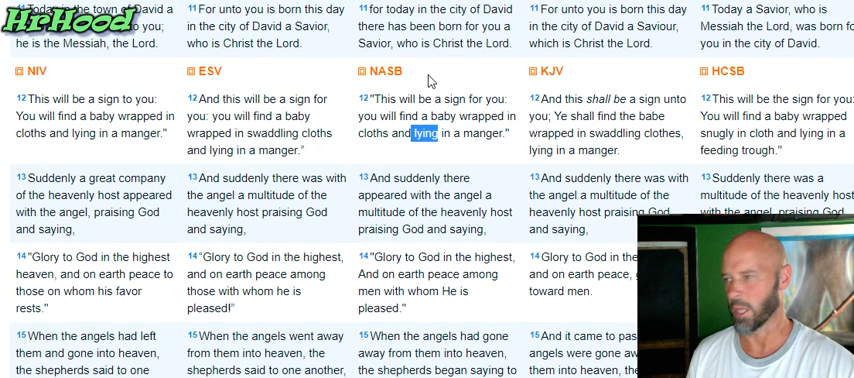 HrHood
11 Today in the town of David a
you;
he is the Messiah, the Lord.
11 For unto you is born this day
in the city of David a Savior,
who is Christ the Lord.
11 for today in the city of David
there has been born for you a
Savior, who is Christ the Lord.
11 For unto you is born this day
in the city of David a Saviour,
which is Christ the Lord.
11 Today a Savior, who is
Messiah the Lord, was born fo
you in the city of David.
NIV
ESV
NASB
KJV
HCSB
12 This will be a sign to you:
You will find a baby wrapped in
cloths and lying in a manger."
12 And this will be a sign for
you: you will find a baby
wrapped in swaddling cloths
and lying in a manger."
12 "This will be a sign for you:
you will find a baby wrapped in
cloths and lying in a manger."
12 And this shall be a sign unto
you; Ye shall find the babe
wrapped in swaddling clothes,
lying in a manger.
12 This will be the sign for you:
You will find a baby wrapped
snugly in cloth and lying in a
feeding trough."
13 Suddenly a great company
of the heavenly host appeared
with the angel, praising God
and saying,
13 And suddenly there was with
the angel a multitude of the
heavenly host praising God
and saying,
13 And suddenly there
appeared with the angel a
multitude of the heavenly host
praising God and saying,
13 And suddenly there was with
the angel a multitude of the
heavenly host praising God
and
13 Suddenly there was a
multitude of the heavenly host
with the angel, praising God
14 "Glory to God in the highest
heaven, and on earth peace to
those on whom his favor
rests."
14 "Glory to God in the highest,
and on earth peace among
those with whom he is
pleased!"
14 "Glory to God in the highest,
And on earth peace among
men with whom He is
pleased."
14 Glory to God in the
and on earth peace,
toward men.
15 When the angels had left
them and gone into heaven,
the shepherds said to one
15 When the angels went away
from them into heaven, the
shepherds said to one another,
15 When the angels had gone
away from them into heaven,
the shepherds began saying to
15 And it came to pas
angels were gone aw
them into heaven,